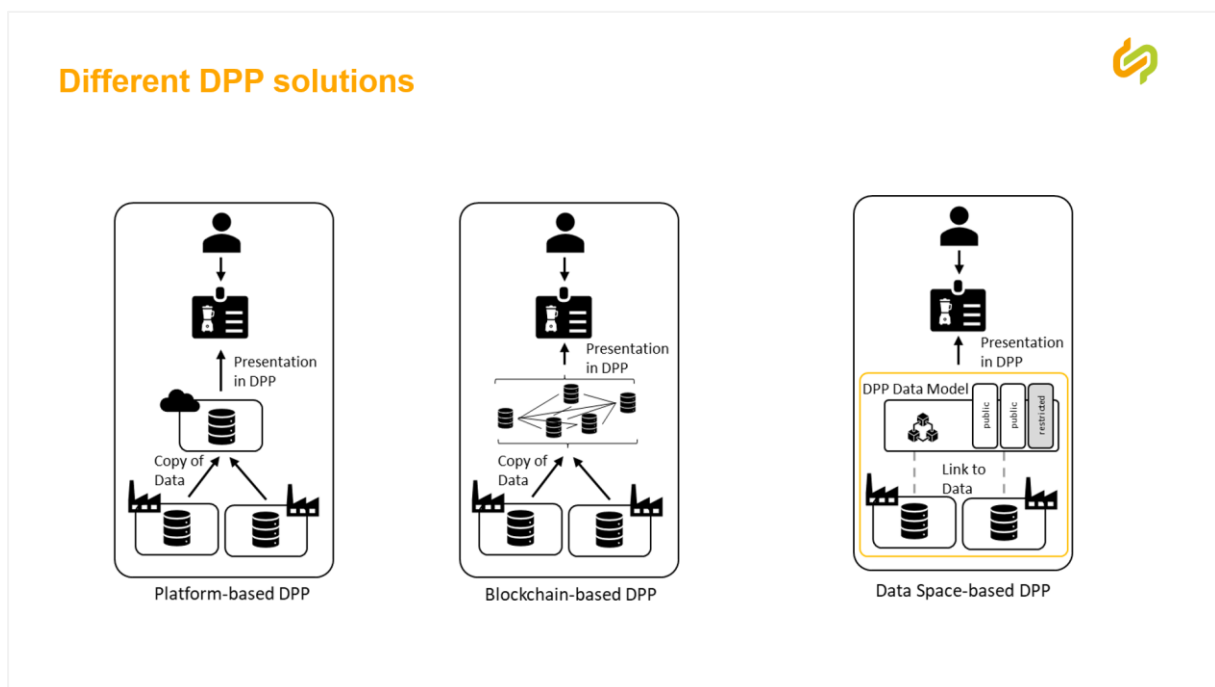 Different DPP solutions
Presentation
in DPP
Copy of
Data
Platform-based DPP
Presentation
in DPP
Copy of
Data
Blockchain-based DPP
Presentation
in DPP
DPP Data Model
public
public
restricted
Link to
Data
Data Space-based DPP